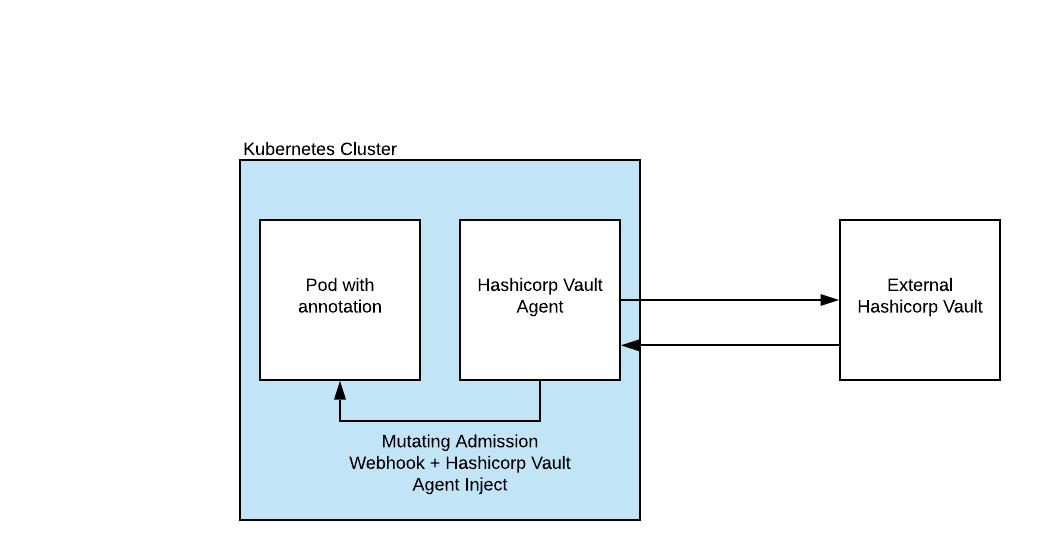 Kubernetes Cluster
Pod with
annotation
Hashicorp Vault
Agent
External
Hashicorp Vault
Mutating Admission
Webhook + Hashicorp Vault
Agent Inject